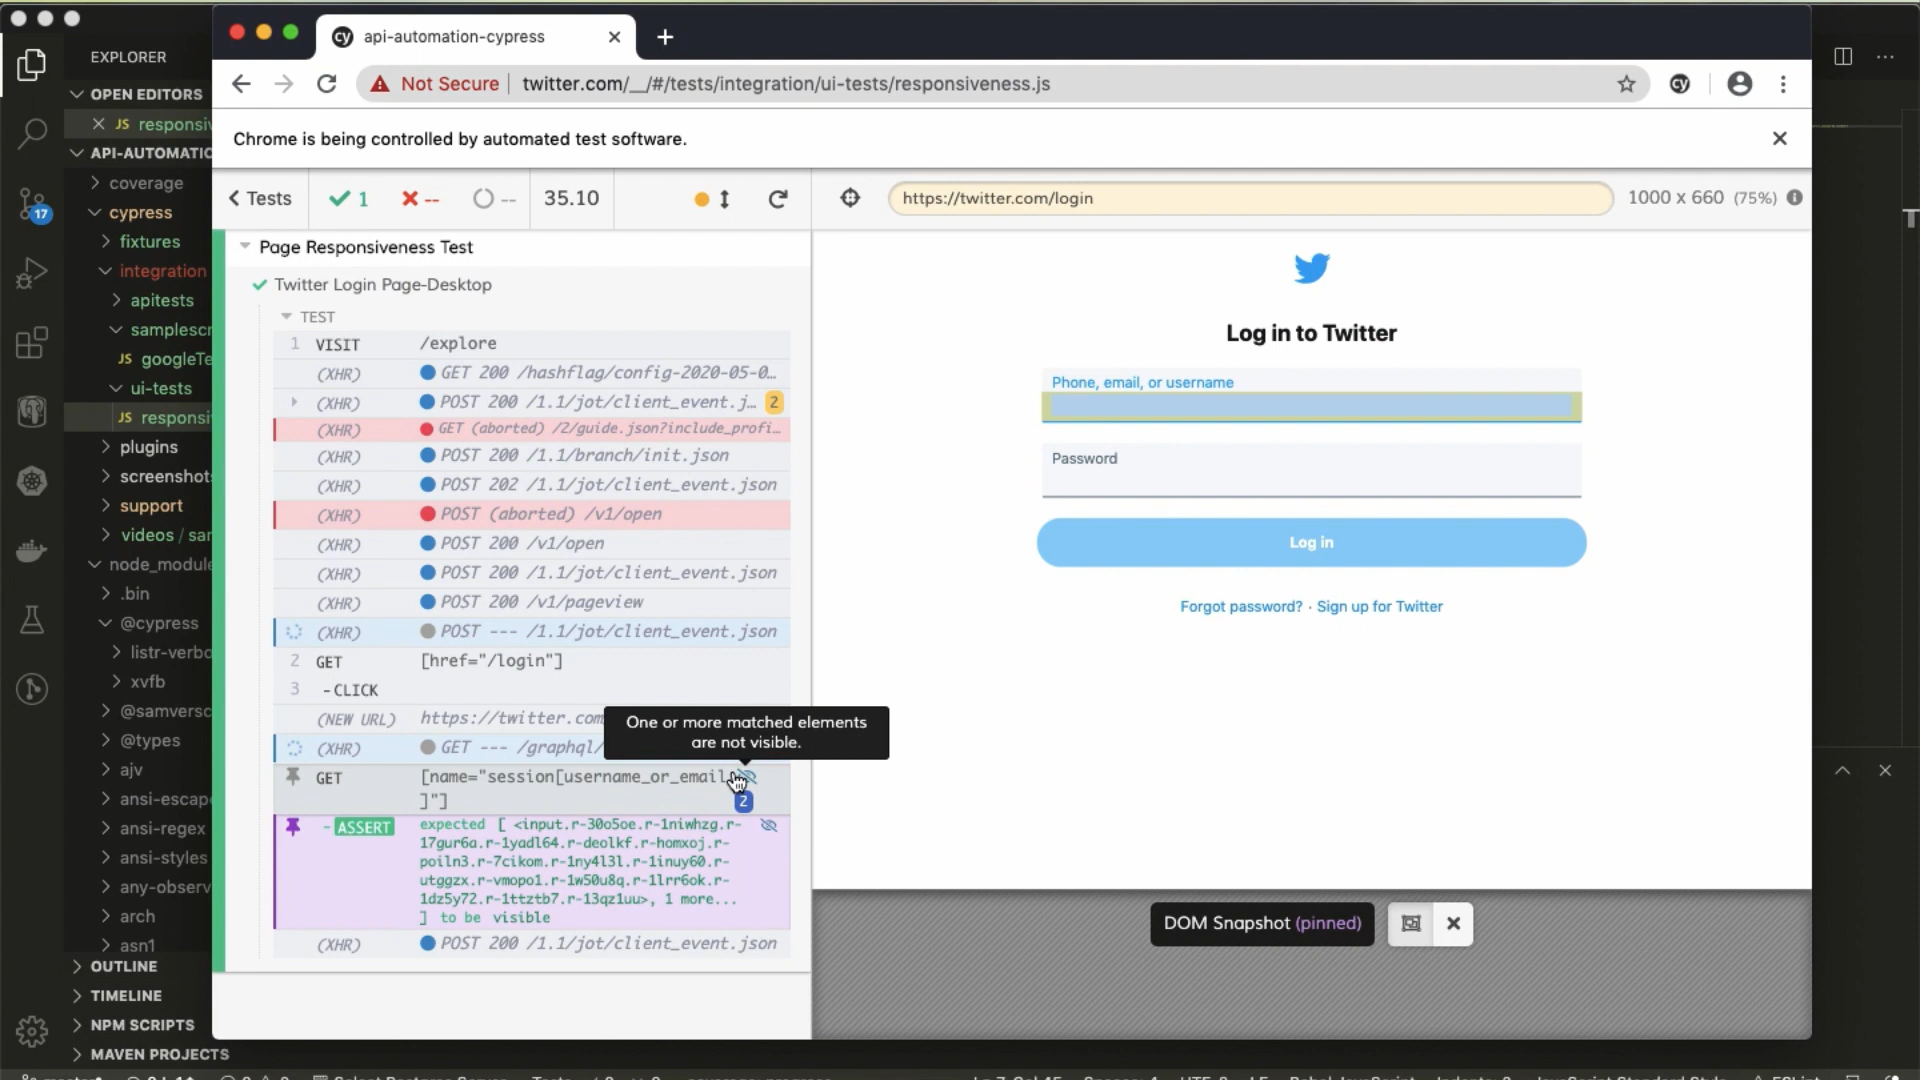 EXPLORER
OPEN EDITORS
JS responsiv
API-AUTOMATIO
coverage
cypress
fixtures
integration
apitests
samplescr
JS googleTe
ui-tests
JS responsiv
plugins
screenshots
support
videos / sar
node_module
.bin
@cypress
listr-verbo
xvfb
@samversc
@types
ajv
ansi-escape
ansi-regex
ansi-styles
any-observ
arch
asn1
OUTLINE
TIMELINE
NPM SCRIPTS
MAVEN PROJECTS
17
cy api-automation-cypress
Not Secure twitter.com/__/#/tests/integration/ui-tests/responsiveness.js
cy
Chrome is being controlled by automated test software.
Tests 1 -- -- 35.10
https://twitter.com/login 1000 x 660 (75%)
Page Responsiveness Test
Twitter Login Page-Desktop
TEST
1 VISIT /explore
(XHR) GET 200 /hashflag/config-2020-05-0…
(XHR) POST 200 /1.1/jot/client_event.j… 2
(XHR) GET (aborted) /2/guide.json?include_profi…
(XHR) POST 200 /1.1/branch/init.json
(XHR) POST 202 /1.1/jot/client_event.json
(XHR) POST (aborted) /v1/open
(XHR) POST 200 /v1/open
(XHR) POST 200 /1.1/jot/client_event.json
(XHR) POST 200 /v1/pageview
(XHR) POST --- /1.1/jot/client_event.json
2 GET [href="/login"]
3 -CLICK
(NEW URL) https://twitter.com
(XHR) GET --- /graphql/
One or more matched elements
are not visible.
GET [name="session[username_or_email
]"]
2
-ASSERT expected [ <input.r-30o5oe.r-1niwhzg.r-
17gur6a.r-1yadl64.r-deolkf.r-homxoj.r-
poiln3.r-7cikom.r-1ny4l3l.r-1inuy60.r-
utggzx.r-vmopo1.r-1w50u8q.r-1lrr6ok.r-
1dz5y72.r-1ttztb7.r-13qz1uu>, 1 more...
] to be visible
(XHR) POST 200 /1.1/jot/client_event.json
Log in to Twitter
Phone, email, or username
Password
Log in
Forgot password? · Sign up for Twitter
DOM Snapshot (pinned)